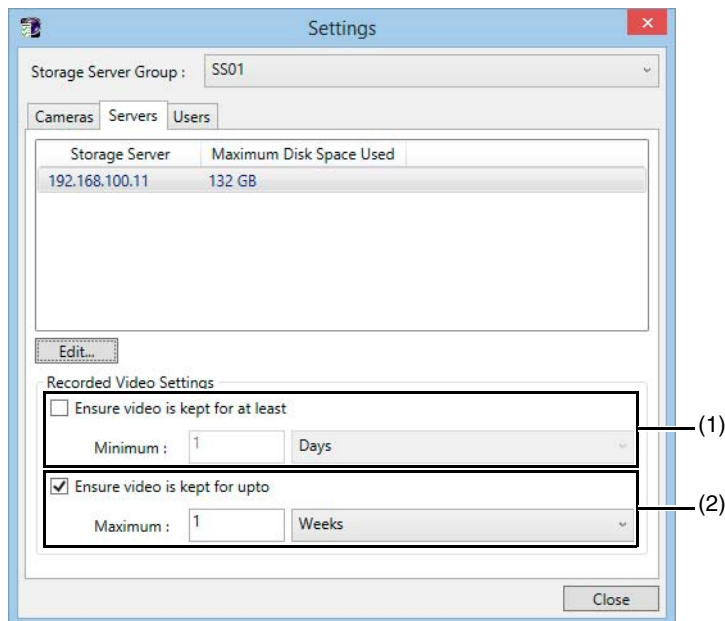 Settings
Storage Server Group : SS01
Cameras Servers Users
Storage Server Maximum Disk Space Used
192.168.100.11 132 GB
Edit...
Recorded Video Settings
Ensure video is kept for at least
Minimum : 1 Days
(1)
Ensure video is kept for upto
(2)
Maximum : 1 Weeks
Close